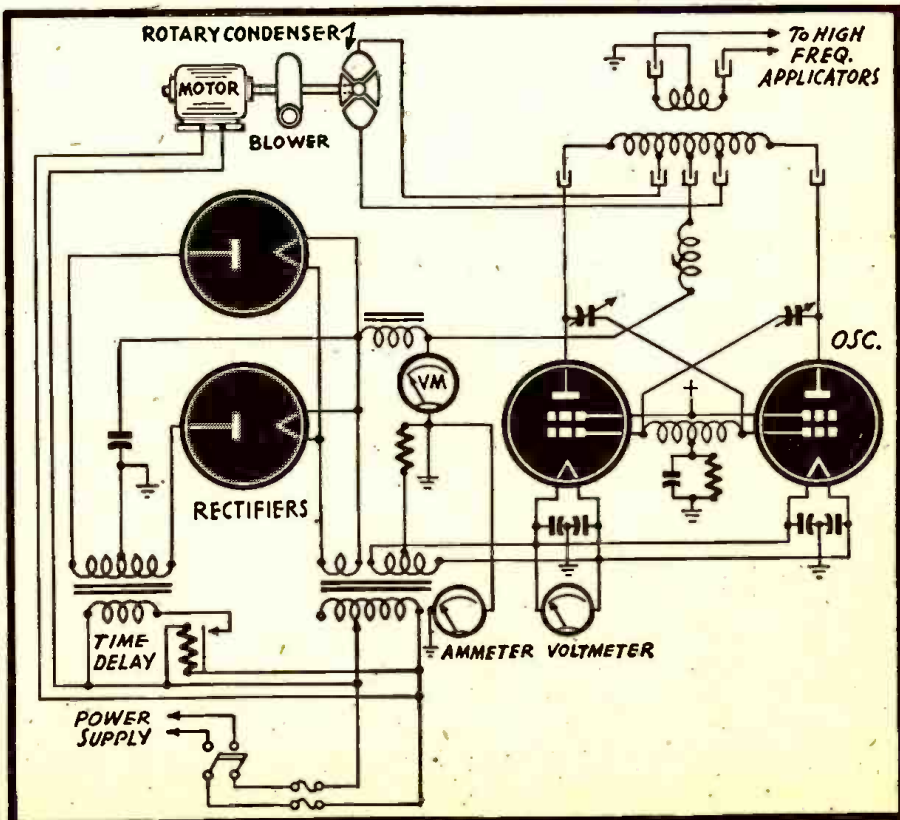 ROTARY CONDENSER
To HIGH
FREQ.
APPLICATORS
MOTOR
BLOWER
OSC.
VM
RECTIFIERS
TIME
DELAY
AMMETER VOLTMETER
POWER
SUPPLY